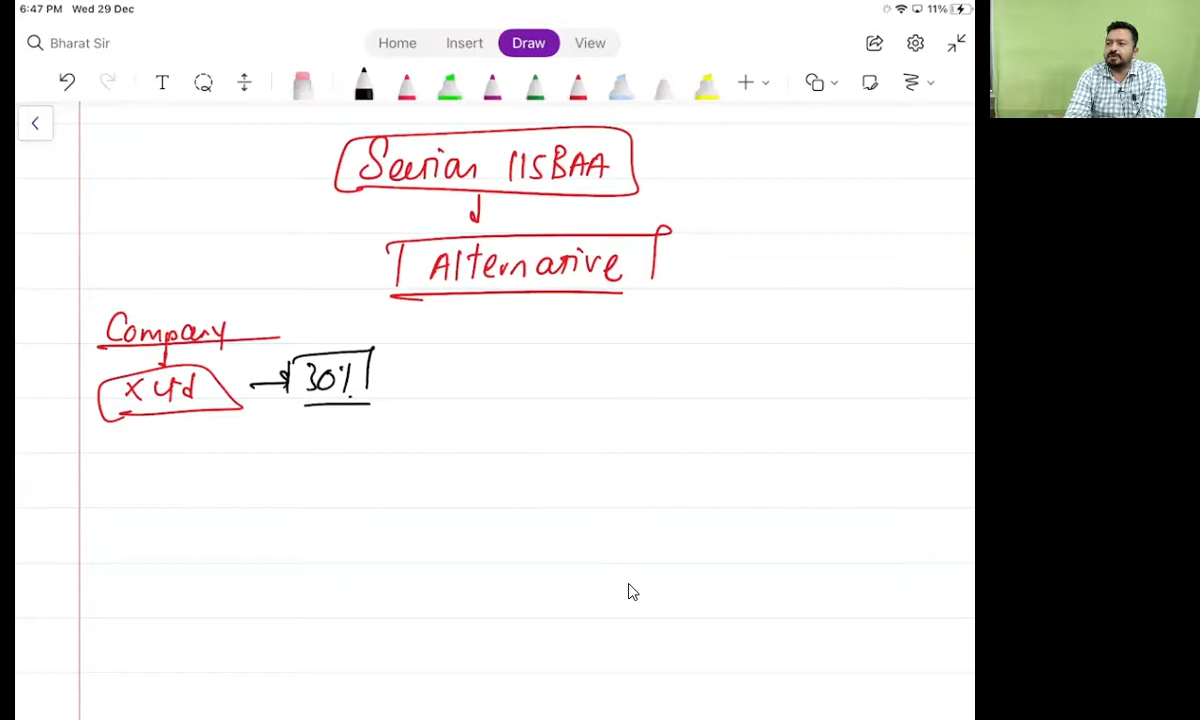 6:47 PM Wed 29 Dec
11%
Bharat Sir
Home Insert Draw View
T
Section 115BAA
Alternative
Company
X Ltd
30%